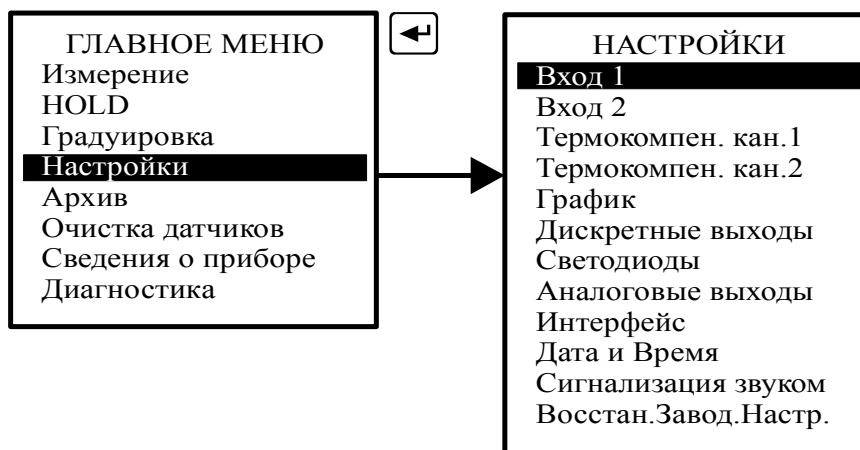 ГЛАВНОЕ МЕНЮ
Измерение
HOLD
Градуировка
Настройки
Архив
Очистка датчиков
Сведения о приборе
Диагностика
НАСТРОЙКИ
Вход 1
Вход 2
Термокомпен. кан.1
Термокомпен. кан.2
График
Дискретные выходы
Светодиоды
Аналоговые выходы
Интерфейс
Дата и Время
Сигнализация звуком
Восстан.Завод.Настр.